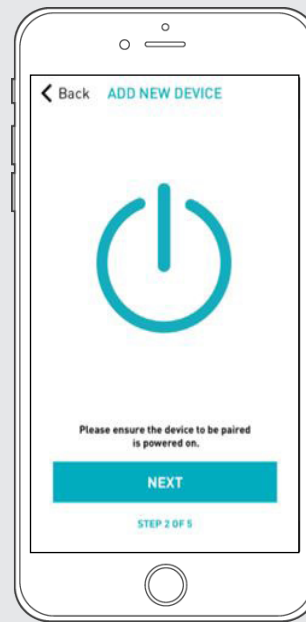 Back ADD NEW DEVICE
Please ensure the device to be paired
is powered on.
NEXT
STEP 2 OF 5